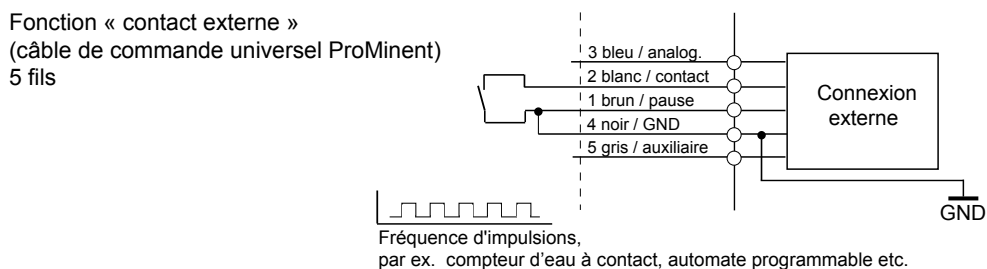 Fonction « contact externe »
(câble de commande universel ProMinent)
5 fils
3 bleu / analog.
2 blanc / contact
1 brun / pause
4 noir / GND
5 gris / auxiliaire
Connexion
externe
GND
Fréquence d'impulsions,
par ex. compteur d'eau à contact, automate programmable etc.